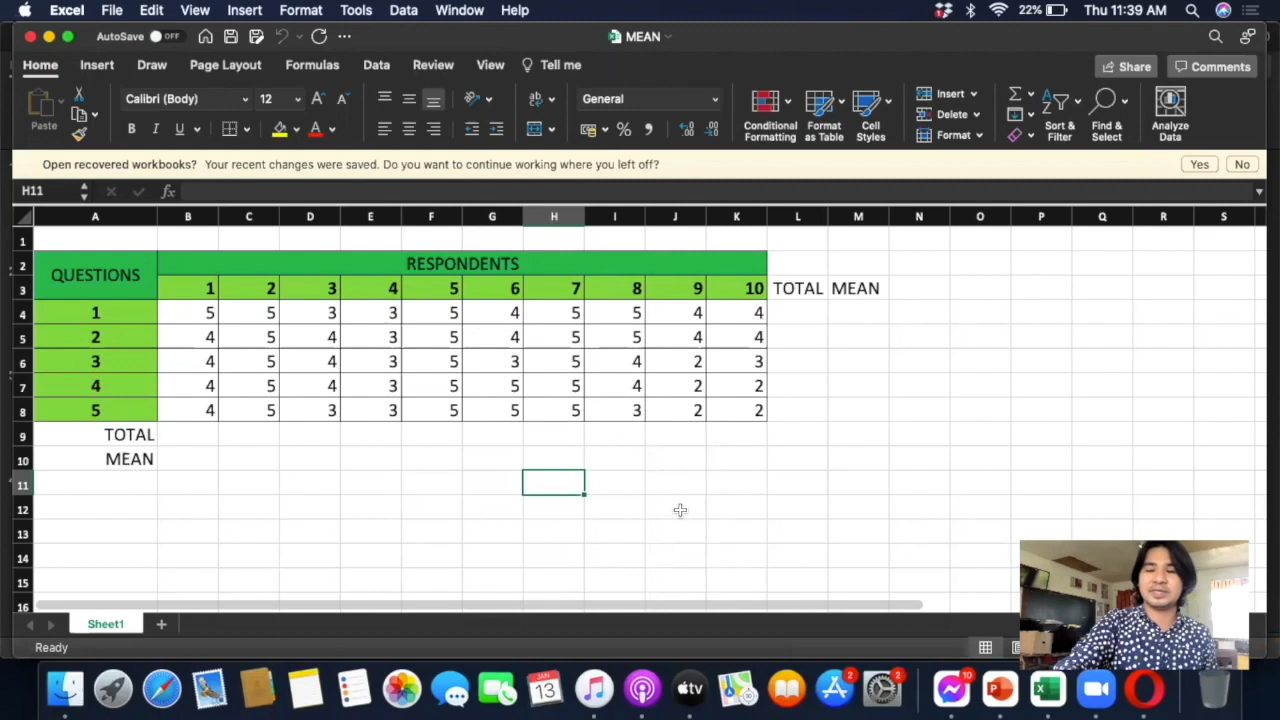 Excel File Edit View Insert Format Tools Data Window Help 22% Thu 11:39 AM
AutoSave OFF MEAN
Home Insert Draw Page Layout Formulas Data Review View Tell me Share Comments
Paste Calibri (Body) 12 General Conditional Formatting Format as Table Cell Styles Insert Delete Format Sort & Filter Find & Select Analyze Data
Open recovered workbooks? Your recent changes were saved. Do you want to continue working where you left off? Yes No
H11 fx
A B C D E F G H I J K L M N O P Q R S
1
2 QUESTIONS RESPONDENTS
3 1 2 3 4 5 6 7 8 9 10 TOTAL MEAN
4 1 5 5 3 3 5 4 5 5 4 4
5 2 4 5 4 3 5 4 5 5 4 4
6 3 4 5 4 3 5 3 5 4 2 3
7 4 4 5 4 3 5 5 5 4 2 2
8 5 4 5 3 3 5 5 5 3 2 2
9 TOTAL
10 MEAN
11
12
13
14
15
16
Sheet1
Ready
JAN 13 tv 2 2 10